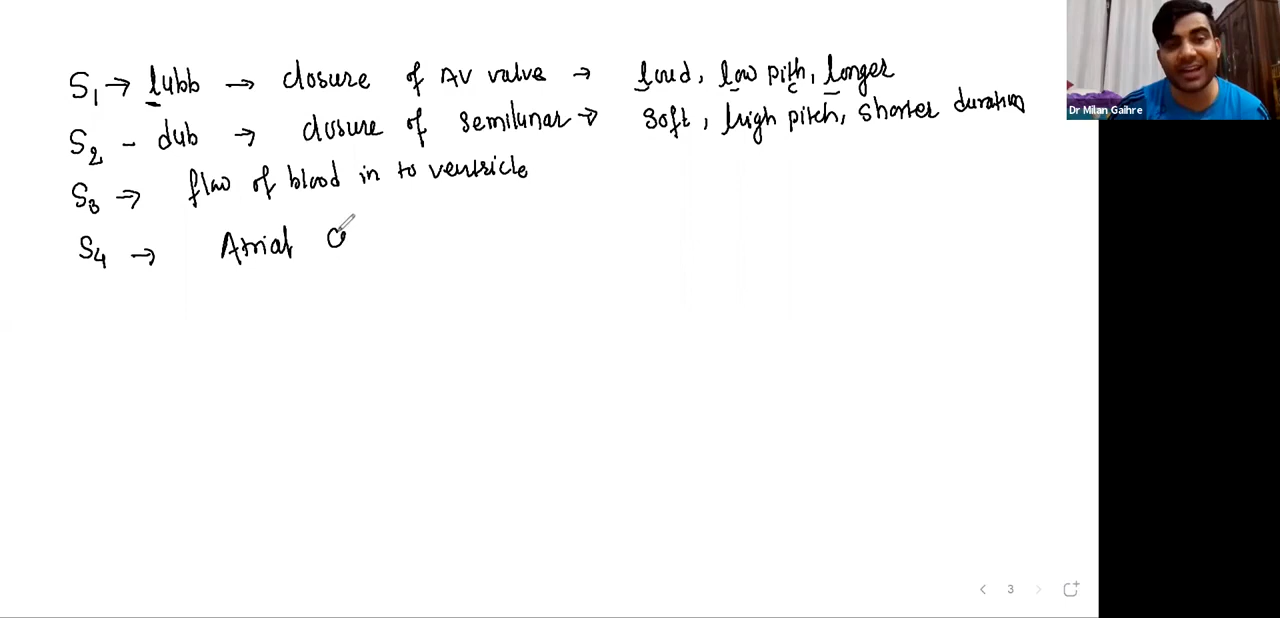 S1 → lubb → closure of AV valve → loud, low pitch, longer
S2 - dub → closure of semilunar → soft, high pitch, shorter duration
S3 → flow of blood in to ventricle
S4 → Atrial C
Dr Milan Gaihre
< 3 >